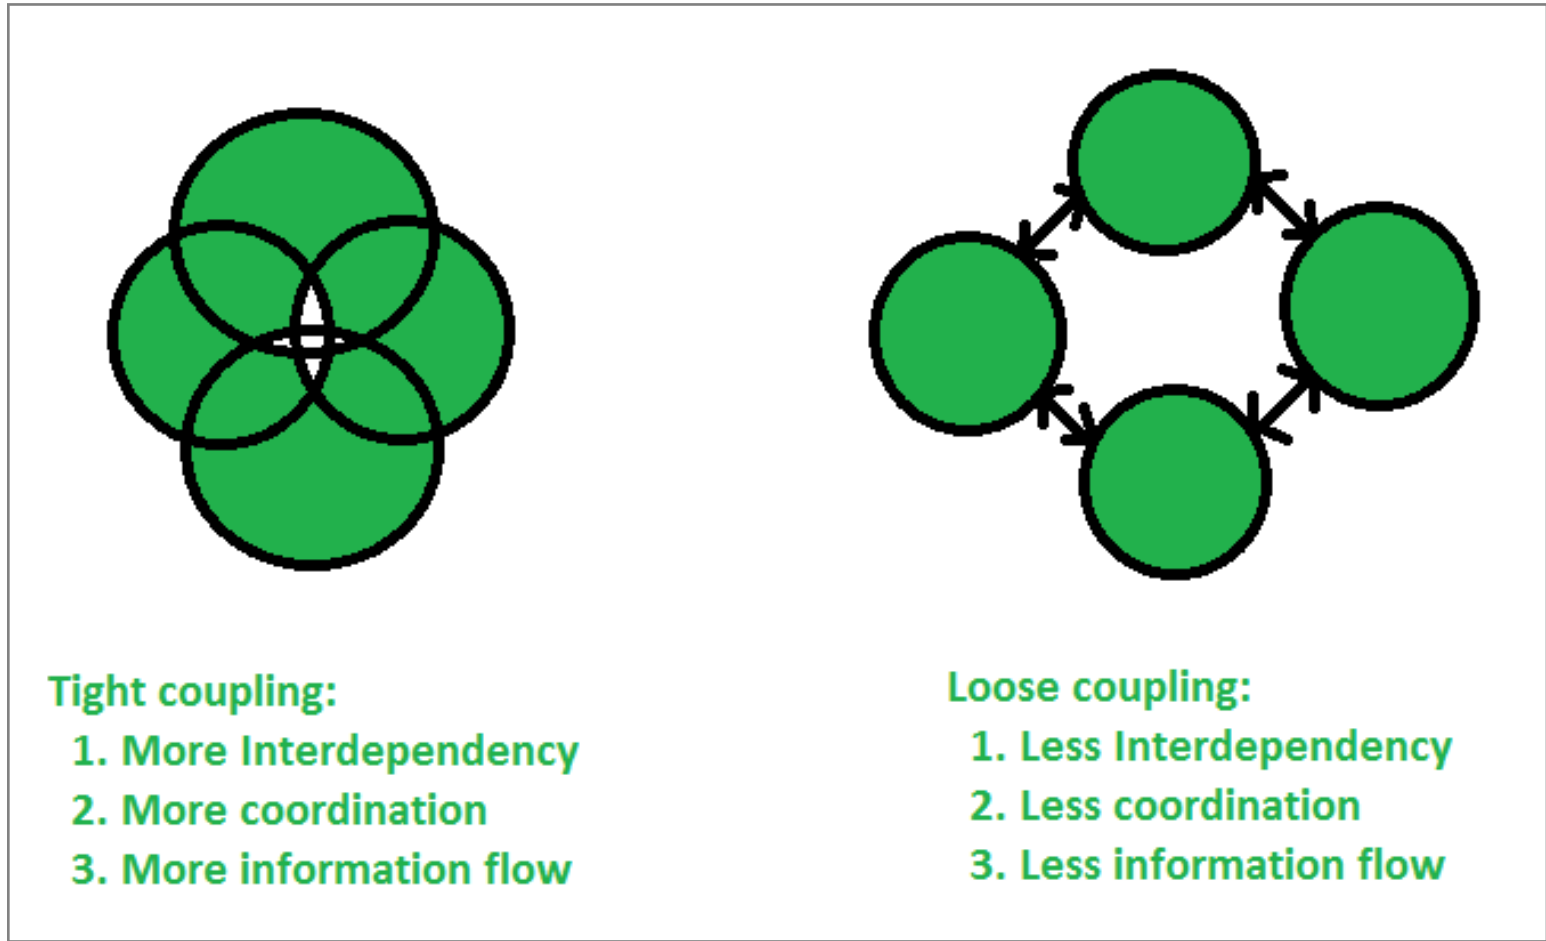 Tight coupling:
1. More Interdependency
2. More coordination
3. More information flow
Loose coupling:
1. Less Interdependency
2. Less coordination
3. Less information flow